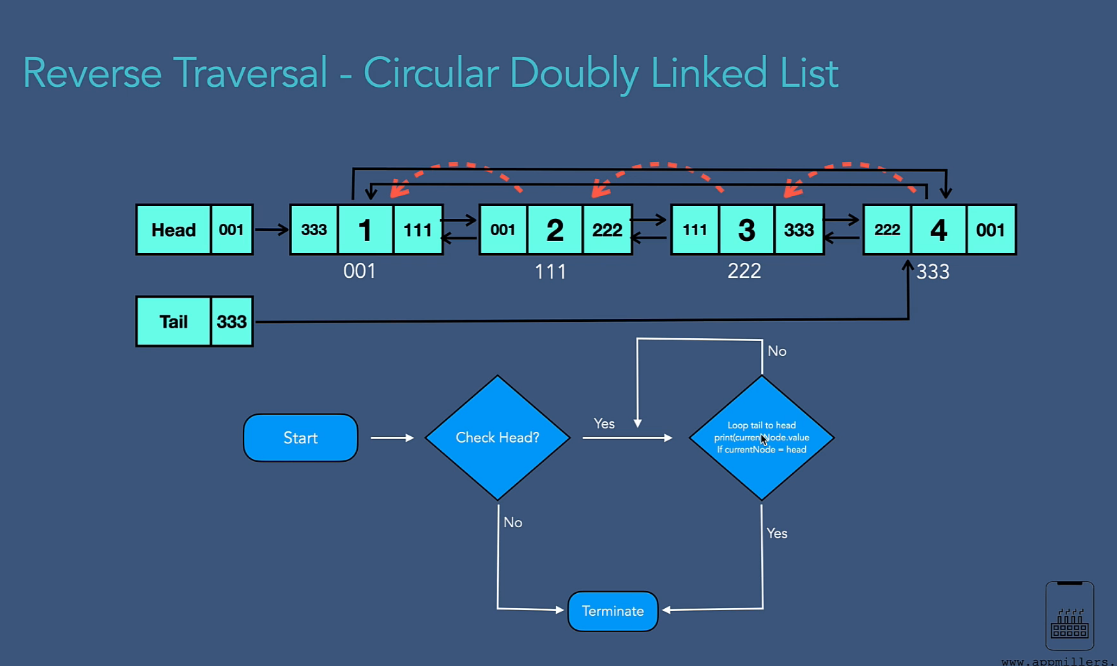 Reverse Traversal - Circular Doubly Linked List
Head 001
333 1 111
001 2 222
111 3 333
222 4 001
001
111
222
333
Tail 333
No
Start
Check Head?
Yes
Loop tail to head
print(currentNode.value
If currentNode = head
No
Yes
Terminate
www.appmillers.